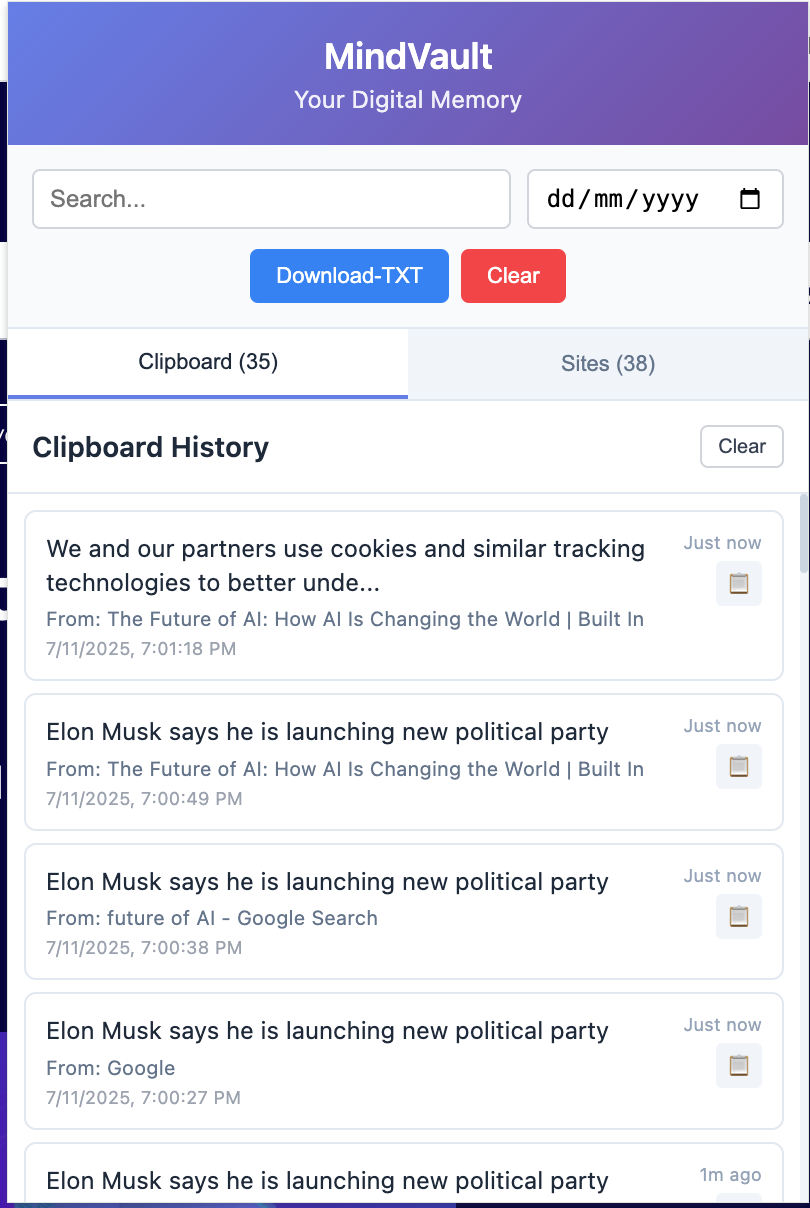 MindVault
Your Digital Memory
Search...
dd/mm/yyyy
Download-TXT
Clear
Clipboard (35)
Sites (38)
Clipboard History
Clear
We and our partners use cookies and similar tracking
technologies to better unde...
Just now
From: The Future of AI: How AI Is Changing the World | Built In
7/11/2025, 7:01:18 PM
Elon Musk says he is launching new political party
Just now
From: The Future of AI: How AI Is Changing the World | Built In
7/11/2025, 7:00:49 PM
Elon Musk says he is launching new political party
Just now
From: future of AI - Google Search
7/11/2025, 7:00:38 PM
Elon Musk says he is launching new political party
Just now
From: Google
7/11/2025, 7:00:27 PM
Elon Musk says he is launching new political party
1m ago